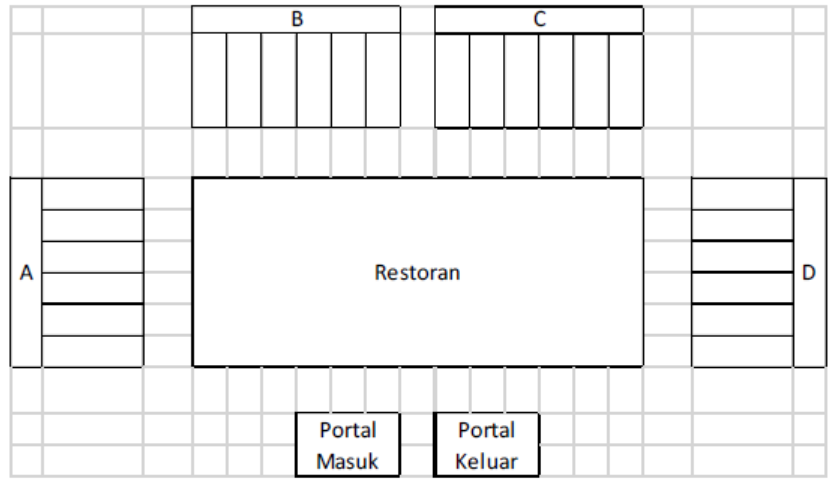 B
C
A
Restoran
D
Portal
Masuk
Portal
Keluar